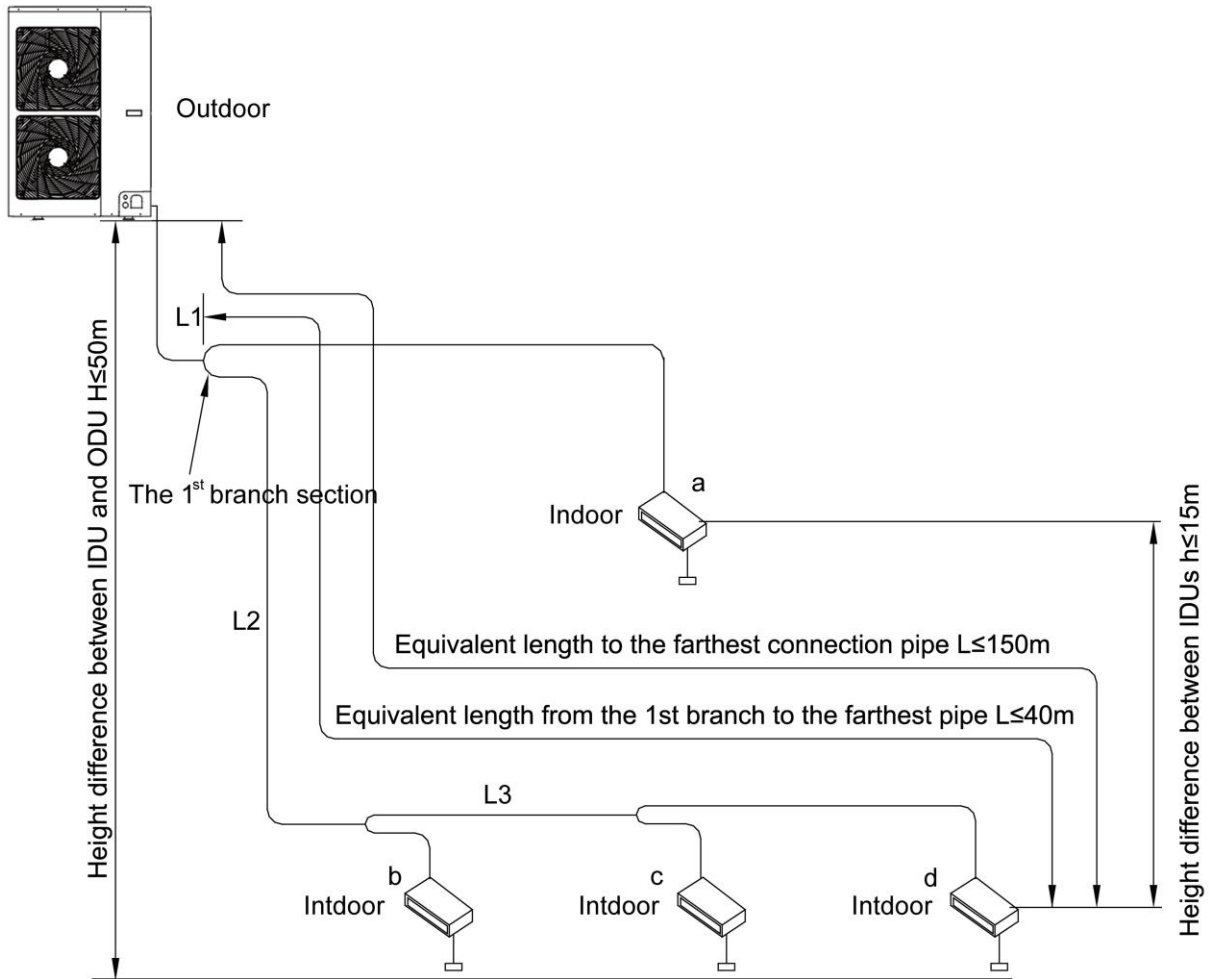 Outdoor
L1
The 1st branch section
a
Indoor
Height difference between IDU and ODU H≤50m
L2
Equivalent length to the farthest connection pipe L≤150m
Equivalent length from the 1st branch to the farthest pipe L≤40m
Height difference between IDUs h≤15m
L3
b
Intdoor
c
Intdoor
d
Intdoor